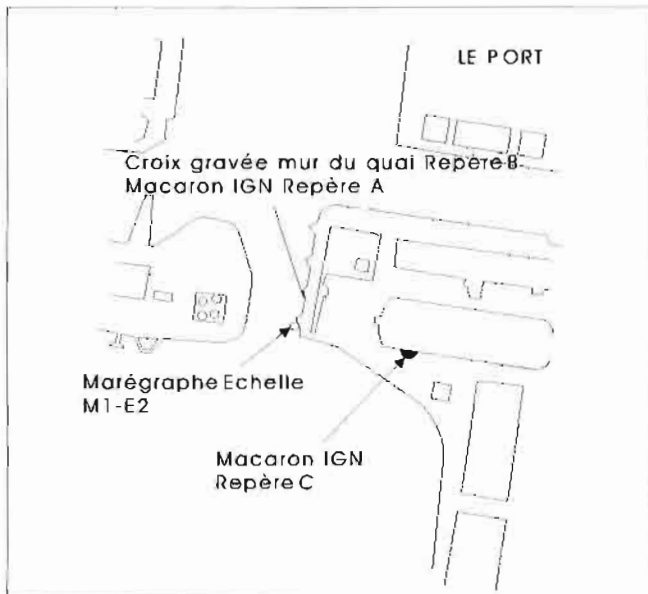 LE PORT
Croix gravée mur du quai Repère B
Macaron IGN Repère A
Marégraphe Echelle
M1-E2
Macaron IGN
Repère C